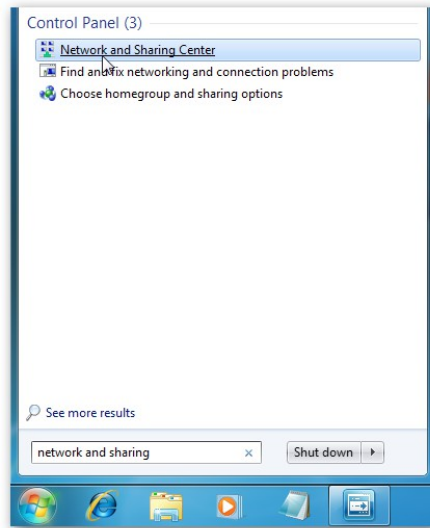 Control Panel (3)
Network and Sharing Center
Find and fix networking and connection problems
Choose homegroup and sharing options
See more results
network and sharing
Shut down